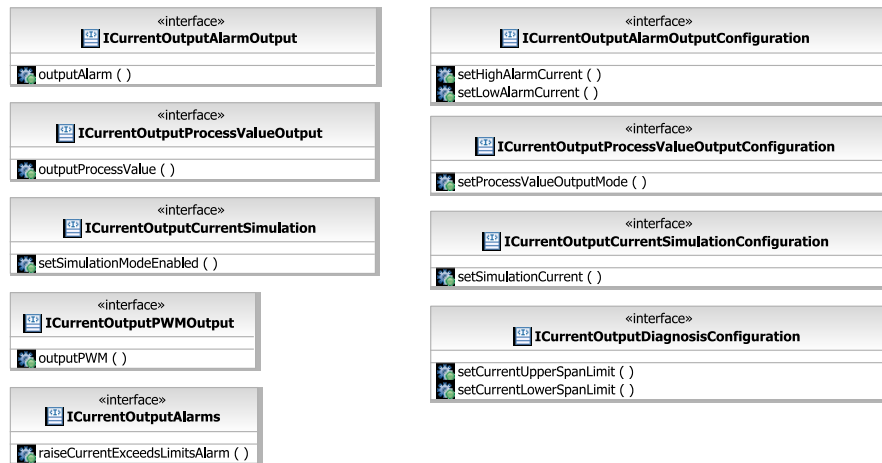 «interface»
ICurrentOutputAlarmOutput
outputAlarm ( )
«interface»
ICurrentOutputProcessValueOutput
outputProcessValue ( )
«interface»
ICurrentOutputCurrentSimulation
setSimulationModeEnabled ( )
«interface»
ICurrentOutputPWMOutput
outputPWM ( )
«interface»
ICurrentOutputAlarms
raiseCurrentExceedsLimitsAlarm ( )
«interface»
ICurrentOutputAlarmOutputConfiguration
setHighAlarmCurrent ( )
setLowAlarmCurrent ( )
«interface»
ICurrentOutputProcessValueOutputConfiguration
setProcessValueOutputMode ( )
«interface»
ICurrentOutputCurrentSimulationConfiguration
setSimulationCurrent ( )
«interface»
ICurrentOutputDiagnosisConfiguration
setCurrentUpperSpanLimit ( )
setCurrentLowerSpanLimit ( )